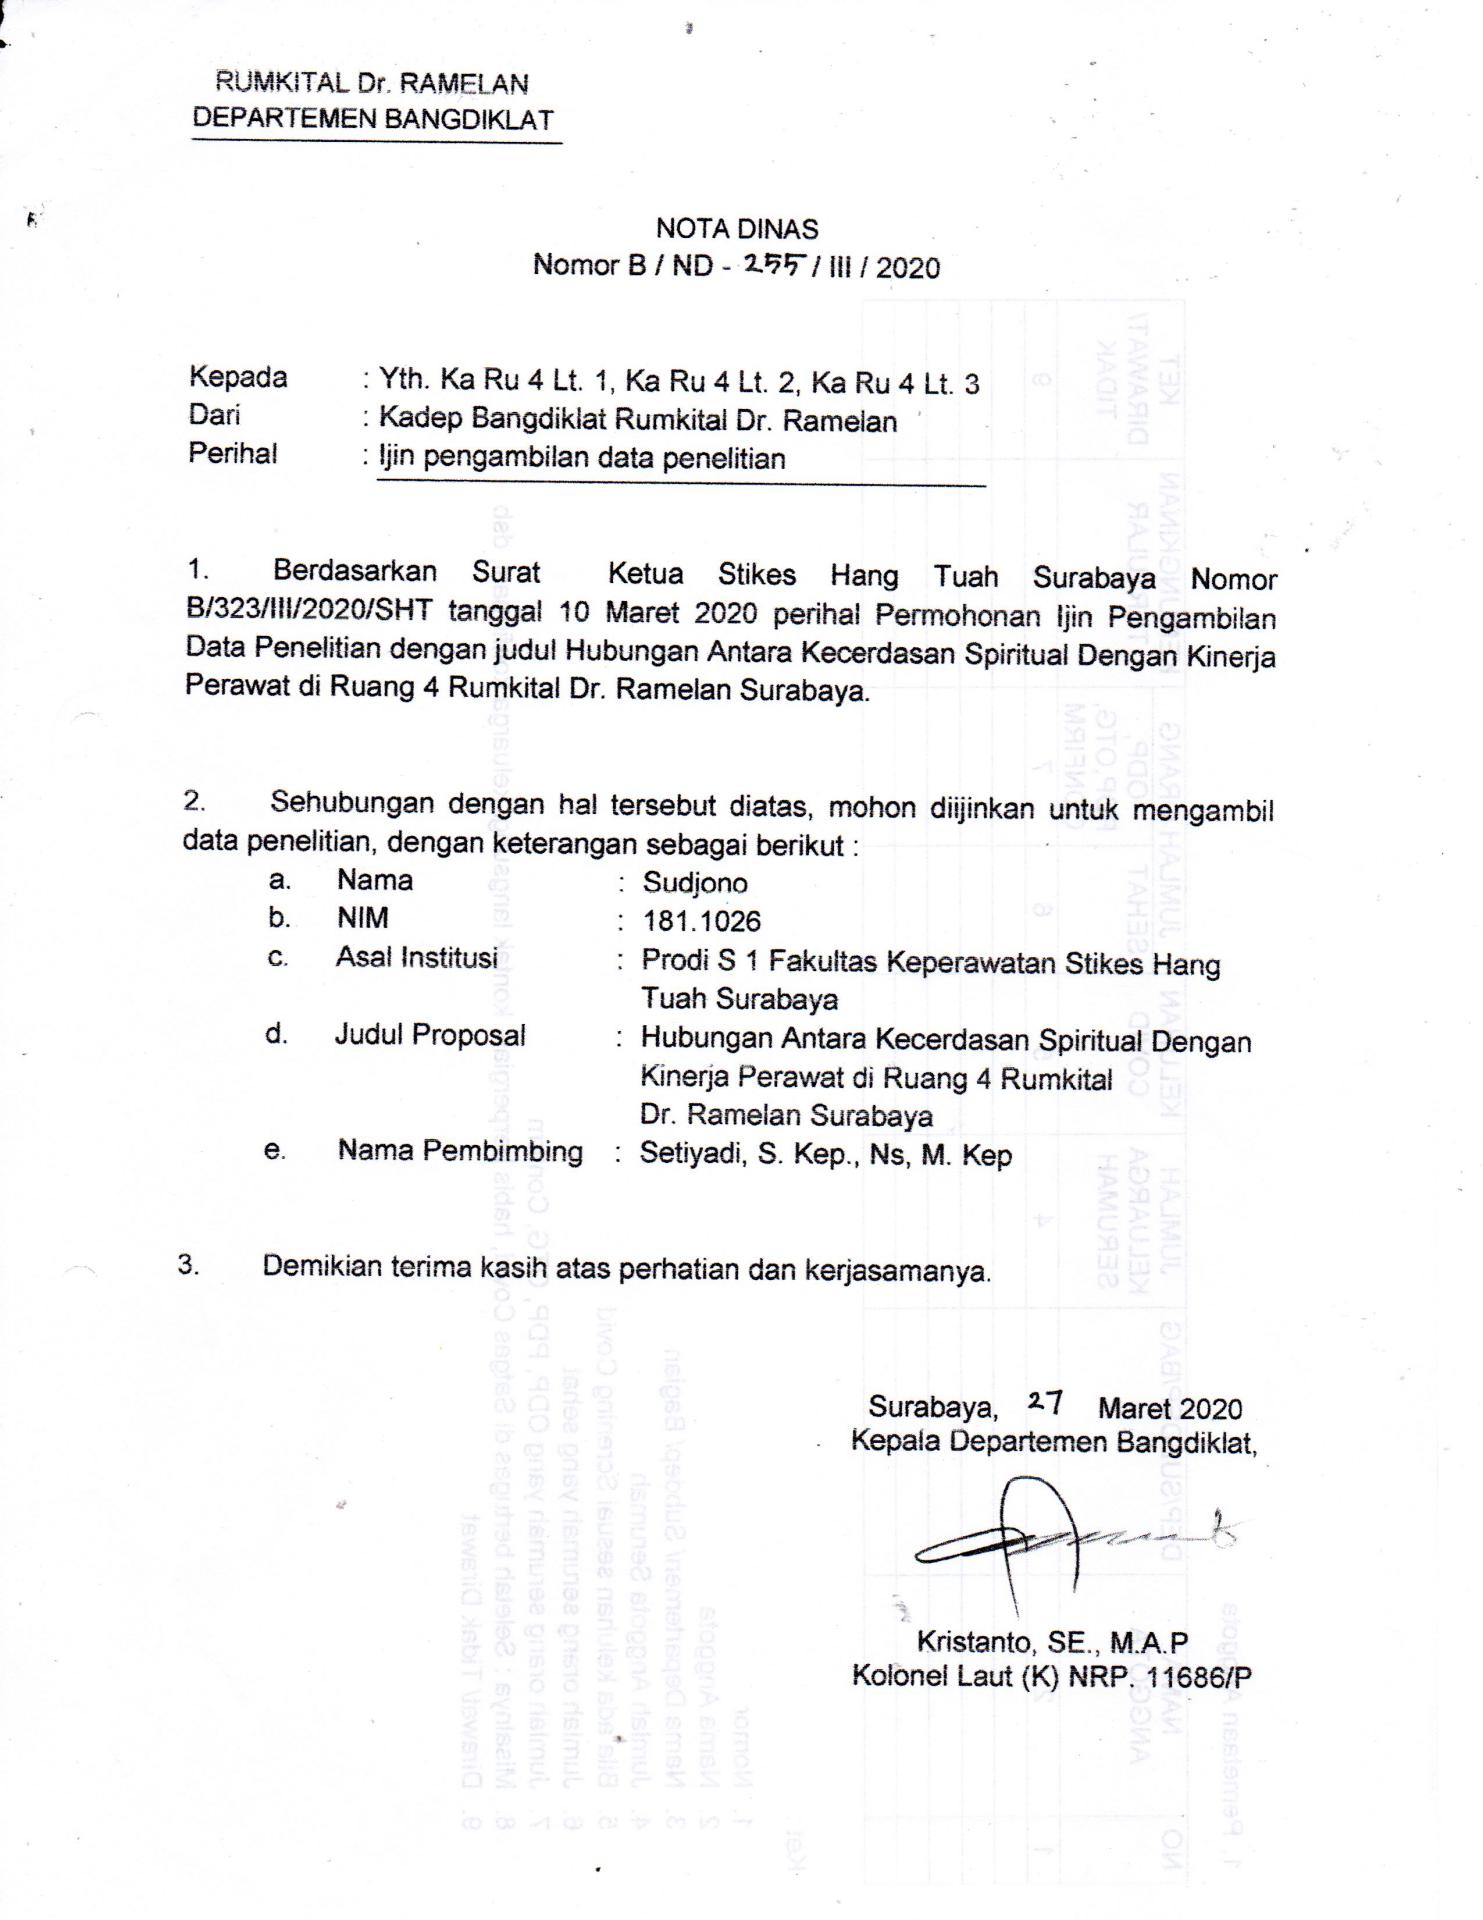 RUMKITAL Dr. RAMELAN
DEPARTEMEN BANGDIKLAT
NOTA DINAS
Nomor B / ND - 255 / III / 2020
Kepada : Yth. Ka Ru 4 Lt. 1, Ka Ru 4 Lt. 2, Ka Ru 4 Lt. 3
Dari : Kadep Bangdiklat Rumkital Dr. Ramelan
Perihal : Ijin pengambilan data penelitian
1. Berdasarkan Surat Ketua Stikes Hang Tuah Surabaya Nomor
B/323/III/2020/SHT tanggal 10 Maret 2020 perihal Permohonan Ijin Pengambilan
Data Penelitian dengan judul Hubungan Antara Kecerdasan Spiritual Dengan Kinerja
Perawat di Ruang 4 Rumkital Dr. Ramelan Surabaya.
2. Sehubungan dengan hal tersebut diatas, mohon diijinkan untuk mengambil
data penelitian, dengan keterangan sebagai berikut :
a. Nama : Sudjono
b. NIM : 181.1026
c. Asal Institusi : Prodi S 1 Fakultas Keperawatan Stikes Hang
Tuah Surabaya
d. Judul Proposal : Hubungan Antara Kecerdasan Spiritual Dengan
Kinerja Perawat di Ruang 4 Rumkital
Dr. Ramelan Surabaya
e. Nama Pembimbing : Setiyadi, S. Kep., Ns, M. Kep
3. Demikian terima kasih atas perhatian dan kerjasamanya.
Surabaya, 27 Maret 2020
Kepala Departemen Bangdiklat,
Kristanto, SE., M.A.P
Kolonel Laut (K) NRP. 11686/P